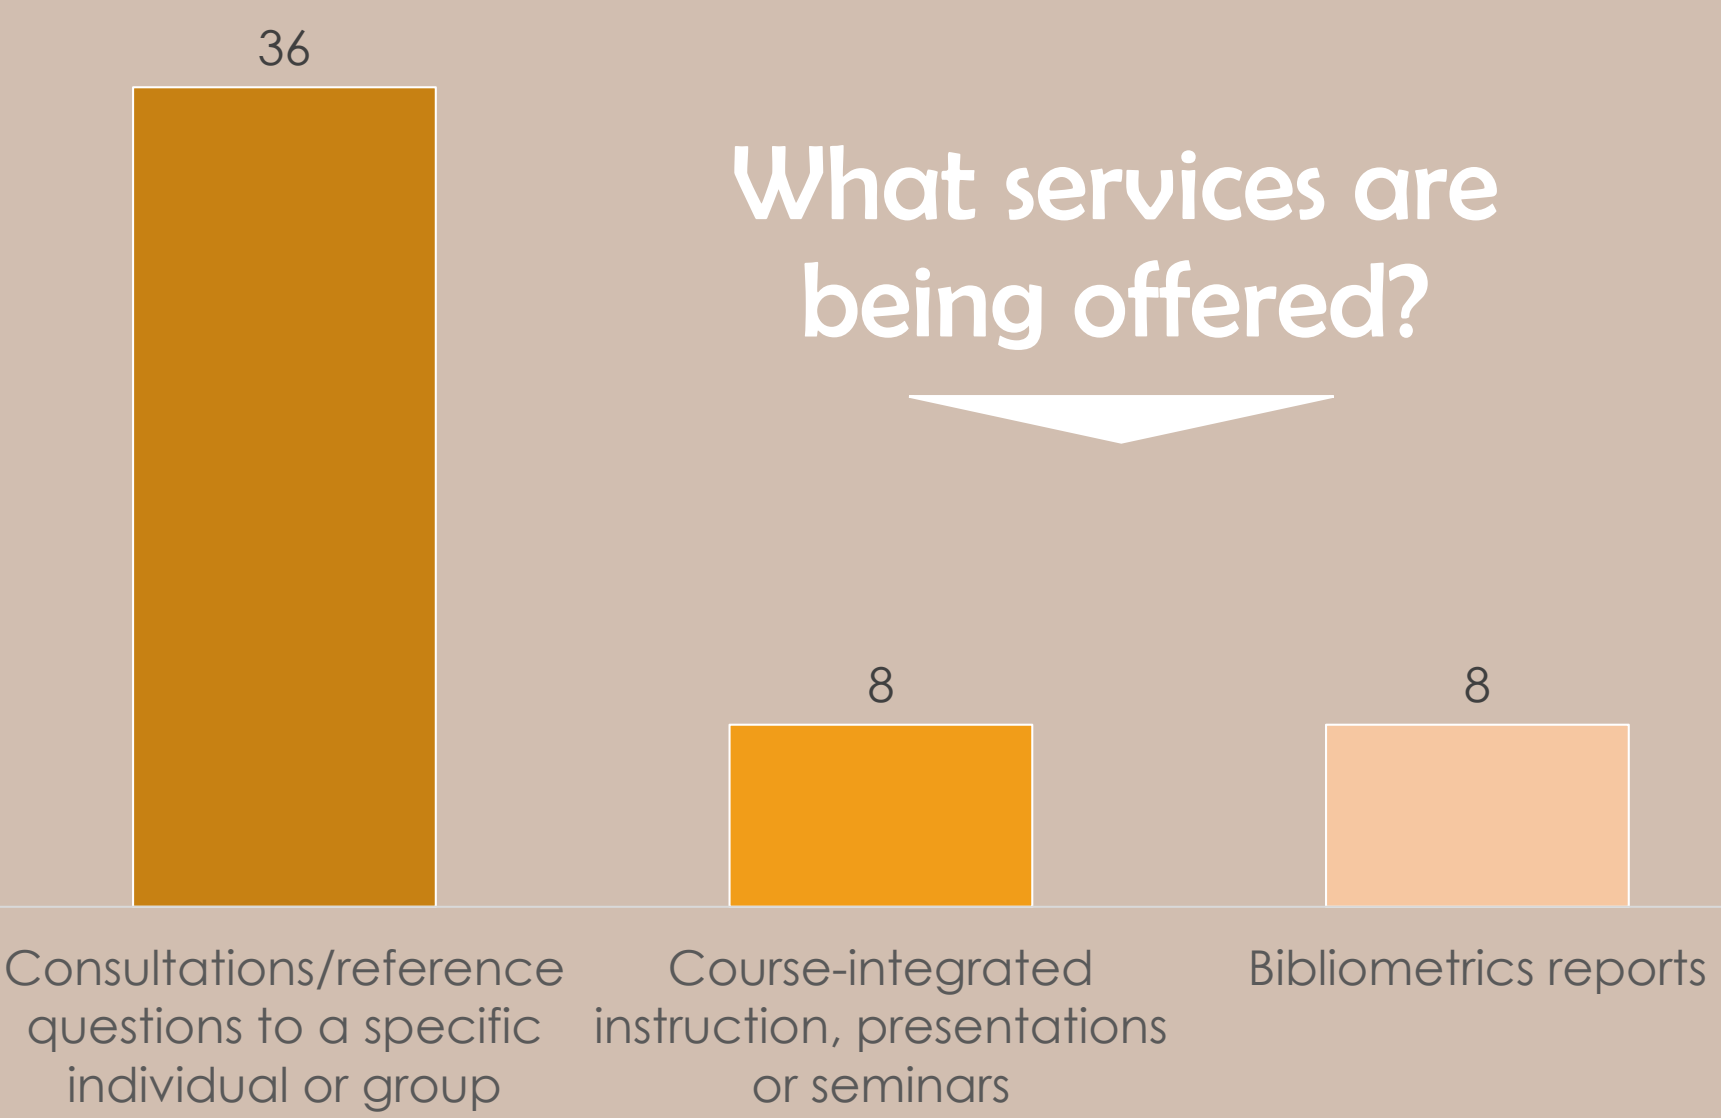 36
What services are
being offered?
8
8
Consultations/reference
questions to a specific
individual or group
Course-integrated
instruction, presentations
or seminars
Bibliometrics reports